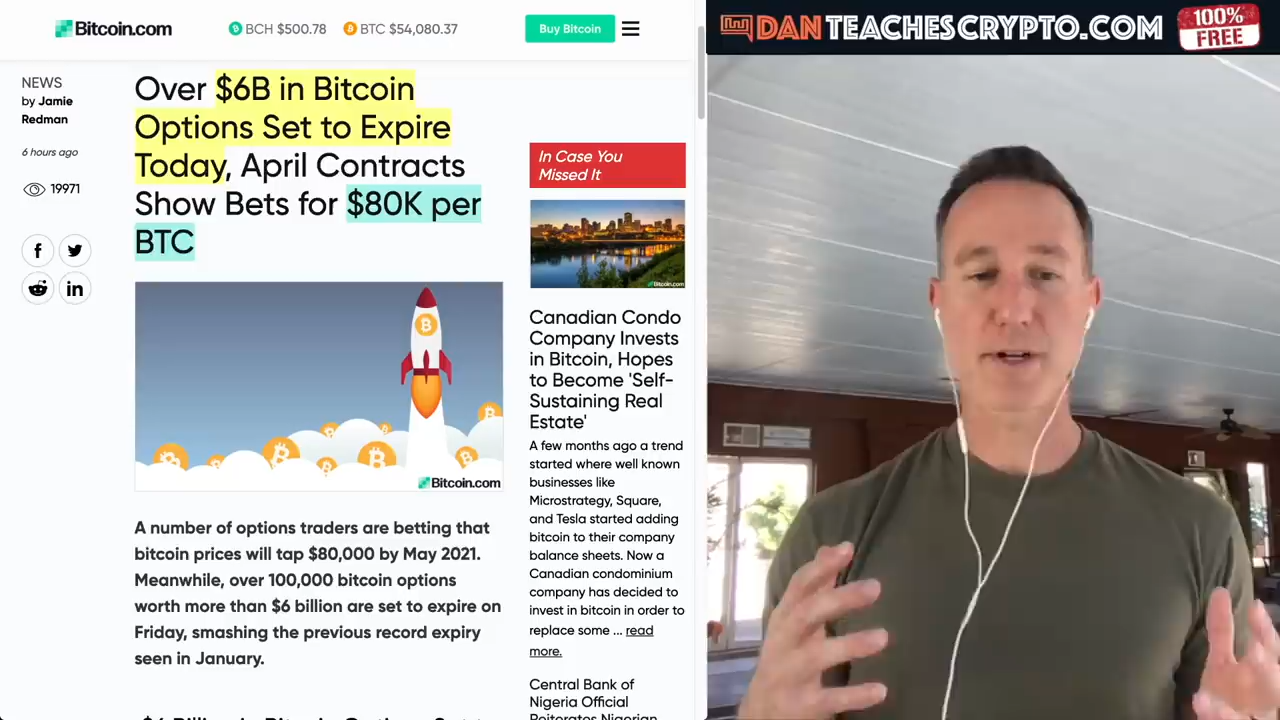 Bitcoin.com
BCH $500.78
BTC $54,080.37
Buy Bitcoin
DANTEACHESCRYPTO.COM
100%
FREE
NEWS
by Jamie
Redman
6 hours ago
19971
Over $6B in Bitcoin
Options Set to Expire
Today, April Contracts
Show Bets for $80K per
BTC
Bitcoin.com
A number of options traders are betting that
bitcoin prices will tap $80,000 by May 2021.
Meanwhile, over 100,000 bitcoin options
worth more than $6 billion are set to expire on
Friday, smashing the previous record expiry
seen in January.
In Case You
Missed It
Bitcoin.com
Canadian Condo
Company Invests
in Bitcoin, Hopes
to Become 'Self-
Sustaining Real
Estate'
A few months ago a trend
started where well known
businesses like
Microstrategy, Square,
and Tesla started adding
bitcoin to their company
balance sheets. Now a
Canadian condominium
company has decided to
invest in bitcoin in order to
replace some ... read
more.
Central Bank of
Nigeria Official
Reiterates Nigerian